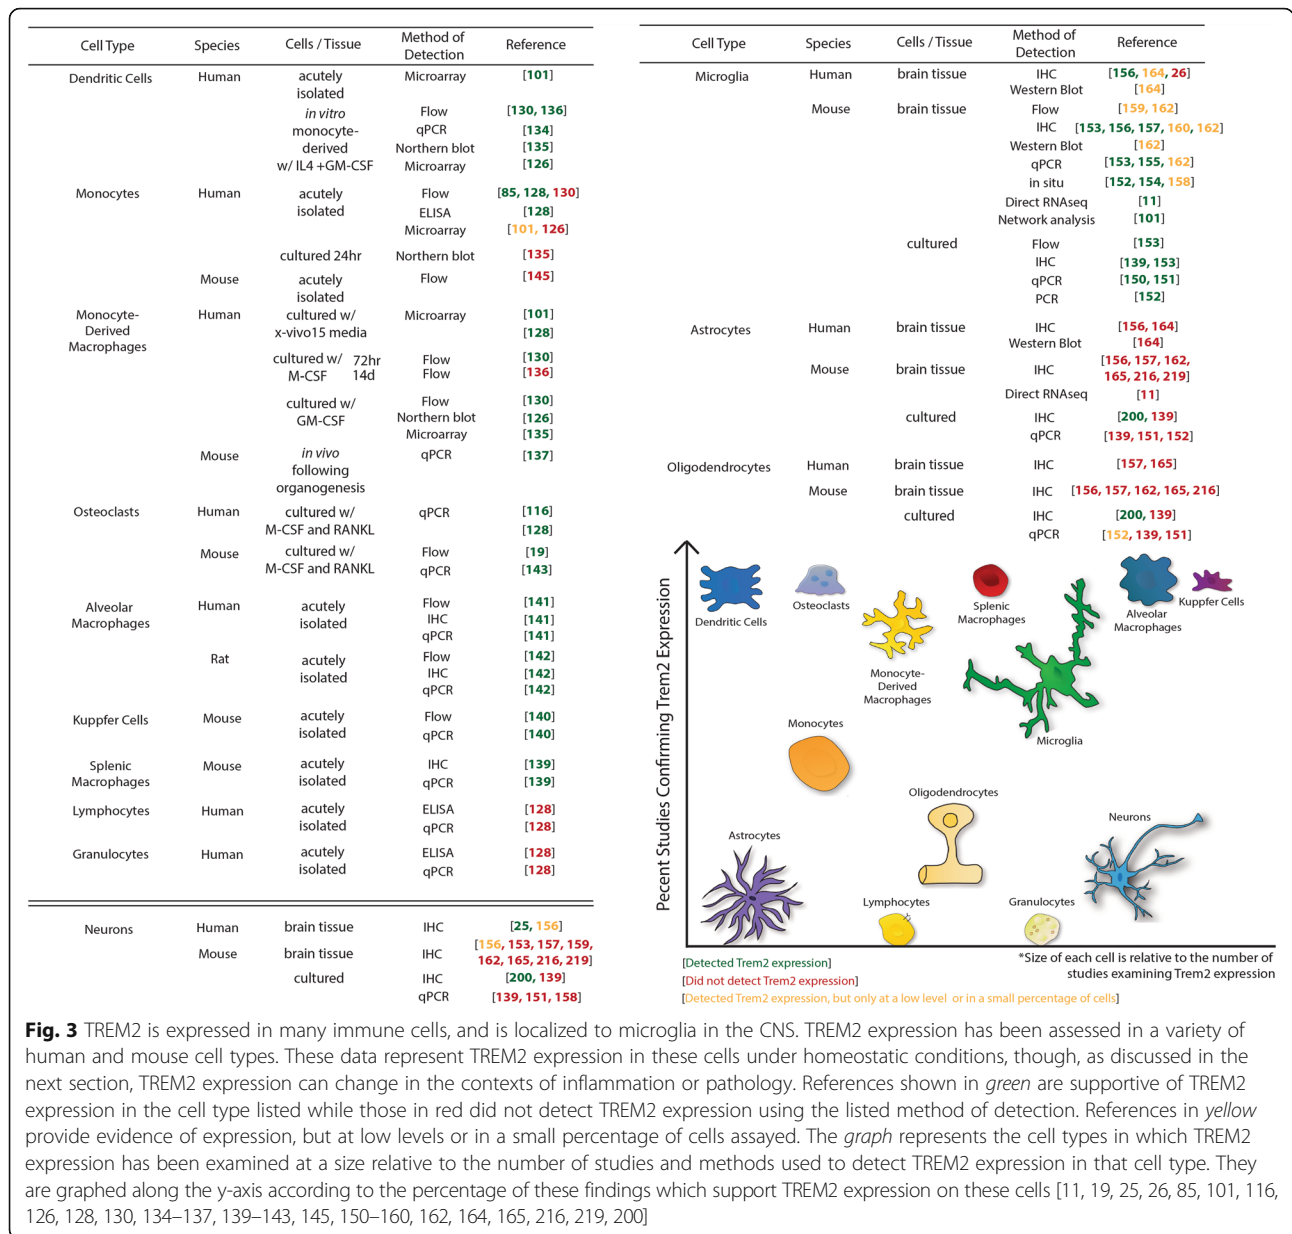 Cell Type Species Cells / Tissue Method of Detection Reference
Dendritic Cells Human acutely isolated Microarray [101]
in vitro monocyte-derived w/ IL4 +GM-CSF Flow [130, 136]
qPCR [134]
Northern blot [135]
Microarray [126]
Monocytes Human acutely isolated Flow [85, 128, 130]
ELISA [128]
Microarray [101, 126]
cultured 24hr Northern blot [135]
Mouse acutely isolated Flow [145]
Monocyte-Derived Macrophages Human cultured w/ x-vivo15 media Microarray [101]
[128]
cultured w/ M-CSF 72hr Flow [130]
14d Flow [136]
cultured w/ GM-CSF Flow [130]
Northern blot [126]
Microarray [135]
Mouse in vivo following organogenesis qPCR [137]
Osteoclasts Human cultured w/ M-CSF and RANKL qPCR [116]
[128]
Mouse cultured w/ M-CSF and RANKL Flow [19]
qPCR [143]
Alveolar Macrophages Human acutely isolated Flow [141]
IHC [141]
qPCR [141]
Rat acutely isolated Flow [142]
IHC [142]
qPCR [142]
Kuppfer Cells Mouse acutely isolated Flow [140]
qPCR [140]
Splenic Macrophages Mouse acutely isolated IHC [139]
qPCR [139]
Lymphocytes Human acutely isolated ELISA [128]
qPCR [128]
Granulocytes Human acutely isolated ELISA [128]
qPCR [128]
Neurons Human brain tissue IHC [25, 156]
Mouse brain tissue IHC [156, 153, 157, 159,
162, 165, 216, 219]
cultured IHC [200, 139]
qPCR [139, 151, 158]
Cell Type Species Cells / Tissue Method of Detection Reference
Microglia Human brain tissue IHC [156, 164, 26]
Western Blot [164]
Mouse brain tissue Flow [159, 162]
IHC [153, 156, 157, 160, 162]
Western Blot [162]
qPCR [153, 155, 162]
in situ [152, 154, 158]
Direct RNAseq [11]
Network analysis [101]
cultured Flow [153]
IHC [139, 153]
qPCR [150, 151]
PCR [152]
Astrocytes Human brain tissue IHC [156, 164]
Western Blot [164]
Mouse brain tissue IHC [156, 157, 162,
165, 216, 219]
Direct RNAseq [11]
cultured IHC [200, 139]
qPCR [139, 151, 152]
Oligodendrocytes Human brain tissue IHC [157, 165]
Mouse brain tissue IHC [156, 157, 162, 165, 216]
cultured IHC [200, 139]
qPCR [152, 139, 151]
Pecent Studies Confirming Trem2 Expression
Dendritic Cells
Osteoclasts
Monocyte-
Derived
Macrophages
Splenic
Macrophages
Alveolar
Macrophages
Kuppfer Cells
Microglia
Monocytes
Oligodendrocytes
Neurons
Astrocytes
Lymphocytes
Granulocytes
[Detected Trem2 expression]
[Did not detect Trem2 expression]
[Detected Trem2 expression, but only at a low level or in a small percentage of cells]
*Size of each cell is relative to the number of
studies examining Trem2 expression
Fig. 3 TREM2 is expressed in many immune cells, and is localized to microglia in the CNS. TREM2 expression has been assessed in a variety of
human and mouse cell types. These data represent TREM2 expression in these cells under homeostatic conditions, though, as discussed in the
next section, TREM2 expression can change in the contexts of inflammation or pathology. References shown in green are supportive of TREM2
expression in the cell type listed while those in red did not detect TREM2 expression using the listed method of detection. References in yellow
provide evidence of expression, but at low levels or in a small percentage of cells assayed. The graph represents the cell types in which TREM2
expression has been examined at a size relative to the number of studies and methods used to detect TREM2 expression in that cell type. They
are graphed along the y-axis according to the percentage of these findings which support TREM2 expression on these cells [11, 19, 25, 26, 85, 101, 116,
126, 128, 130, 134–137, 139–143, 145, 150–160, 162, 164, 165, 216, 219, 200]